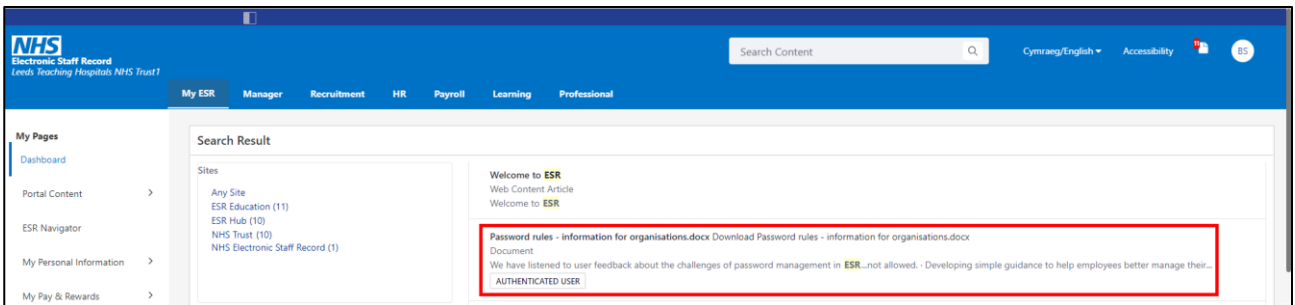 NHS
Electronic Staff Record
Leeds Teaching Hospitals NHS Trust1
Search Content
Cymraeg/English
Accessibility
BS
My ESR Manager Recruitment HR Payroll Learning Professional
My Pages
Dashboard
Portal Content
ESR Navigator
My Personal Information
My Pay & Rewards
Search Result
Sites
Any Site
ESR Education (11)
ESR Hub (10)
NHS Trust (10)
NHS Electronic Staff Record (1)
Welcome to ESR
Web Content Article
Welcome to ESR
Password rules - information for organisations.docx Download Password rules - information for organisations.docx
Document
We have listened to user feedback about the challenges of password management in ESR...not allowed. · Developing simple guidance to help employees better manage their...
AUTHENTICATED USER